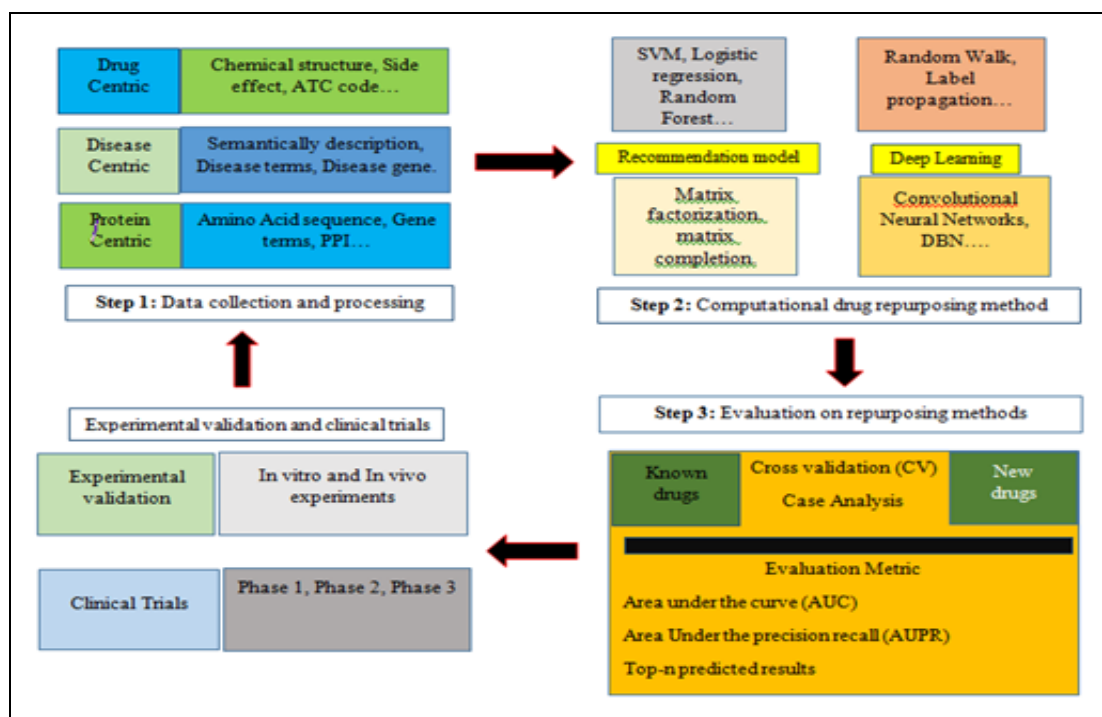 Drug
Centric
Chemical structure, Side
effect, ATC code…
Disease
Centric
Semantically description,
Disease terms, Disease gene.
Protein
Centric
Amino Acid sequence, Gene
terms, PPI…
Step 1: Data collection and processing
SVM, Logistic
regression,
Random
Forest…
Random Walk,
Label
propagation…
Recommendation model
Deep Learning
Matrix
factorization,
matrix
completion.
Convolutional
Neural Networks,
DBN….
Step 2: Computational drug repurposing method
Step 3: Evaluation on repurposing methods
Known
drugs
Cross validation (CV)
Case Analysis
New
drugs
Evaluation Metric
Area under the curve (AUC)
Area Under the precision recall (AUPR)
Top-n predicted results
Experimental validation and clinical trials
Experimental
validation
In vitro and In vivo
experiments
Clinical Trials
Phase 1, Phase 2, Phase 3